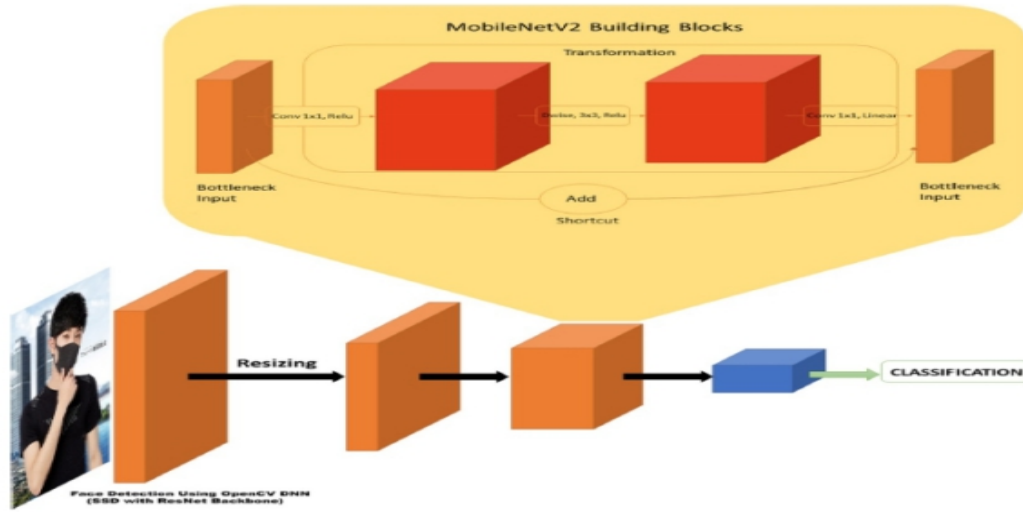 MobileNetV2 Building Blocks
Transformation
Conv 1x1, Relu
Dwise, 3x3, Relu
Conv 1x1, Linear
Bottleneck
Input
Add
Shortcut
Bottleneck
Input
Resizing
CLASSIFICATION
Face Detection Using OpenCV DNN
(SSD with ResNet Backbone)